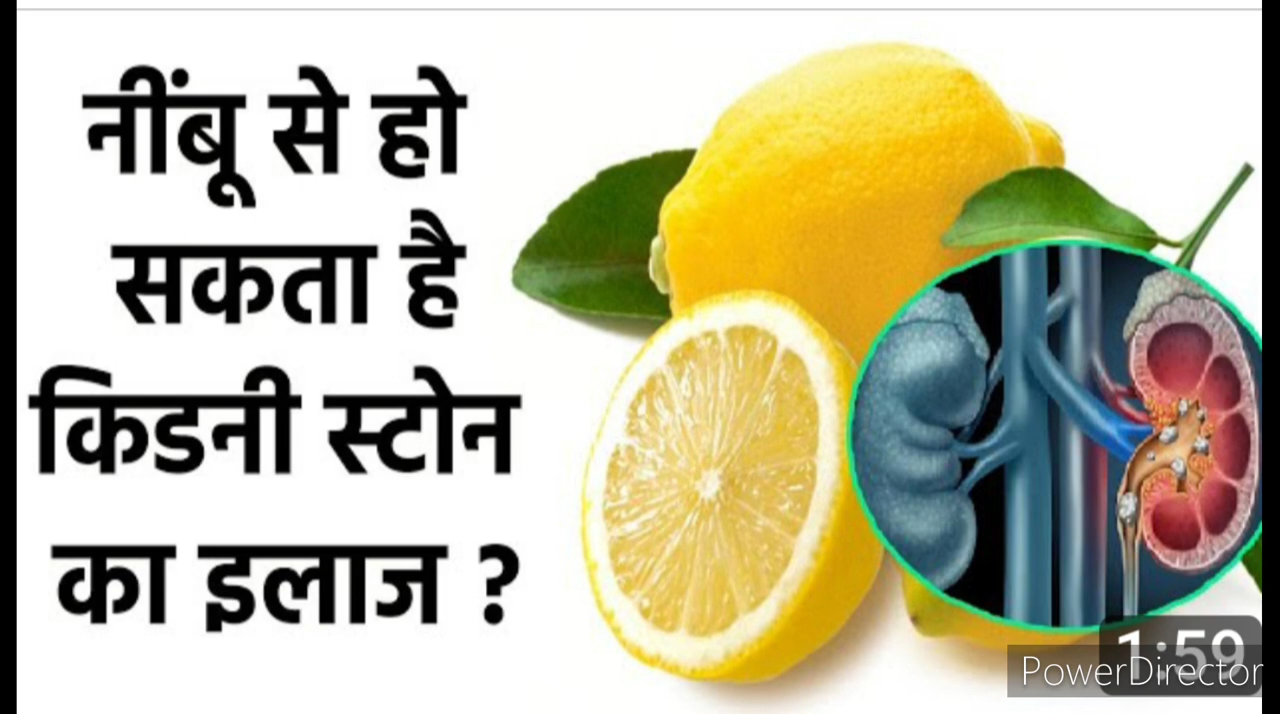 नींबू से हो
सकता है
किडनी स्टोन
का इलाज ?
1:59
PowerDirector